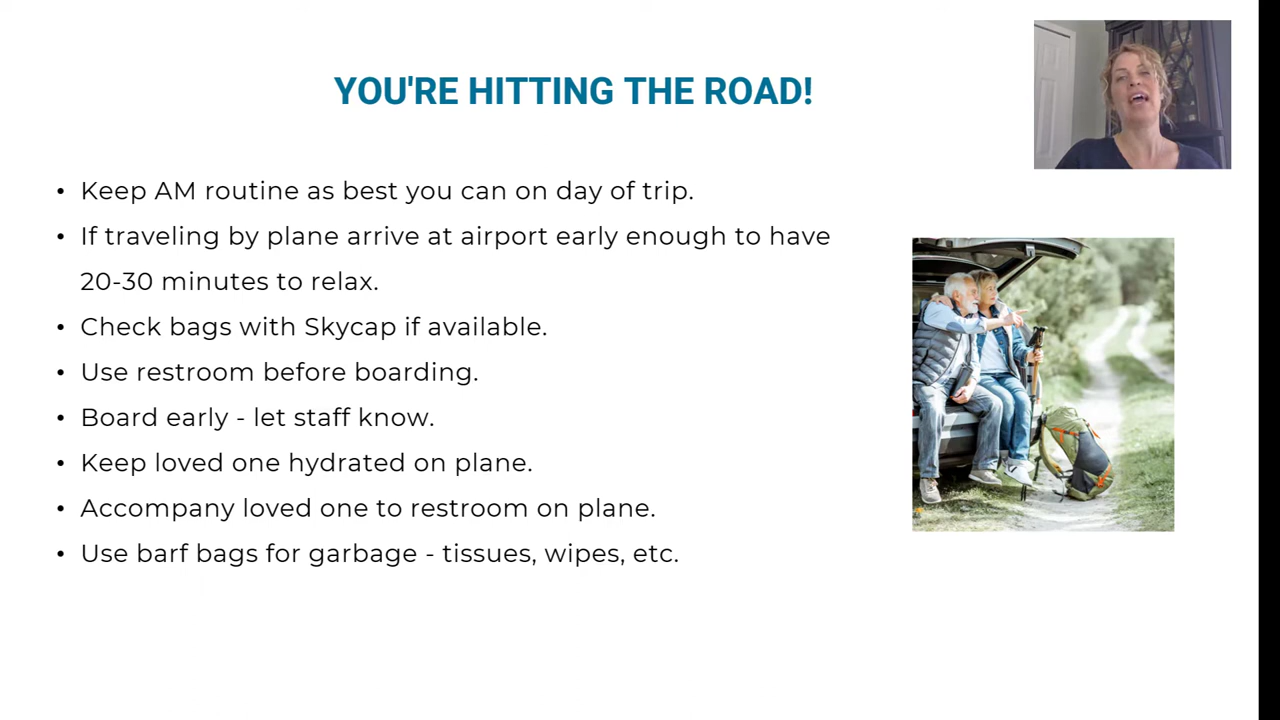 YOU'RE HITTING THE ROAD!
• Keep AM routine as best you can on day of trip.
• If traveling by plane arrive at airport early enough to have
20-30 minutes to relax.
• Check bags with Skycap if available.
• Use restroom before boarding.
• Board early - let staff know.
• Keep loved one hydrated on plane.
• Accompany loved one to restroom on plane.
• Use barf bags for garbage - tissues, wipes, etc.